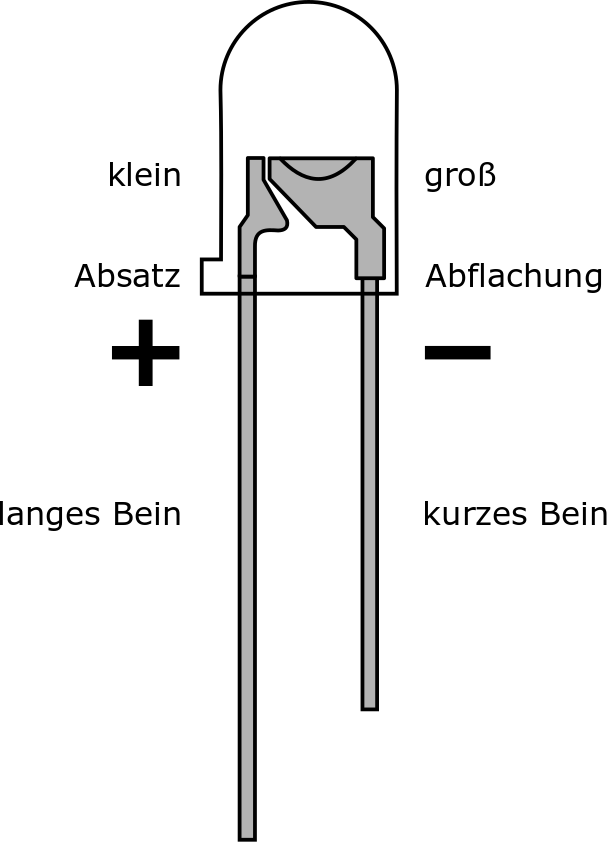 klein
groß
Absatz
Abflachung
+
−
langes Bein
kurzes Bein